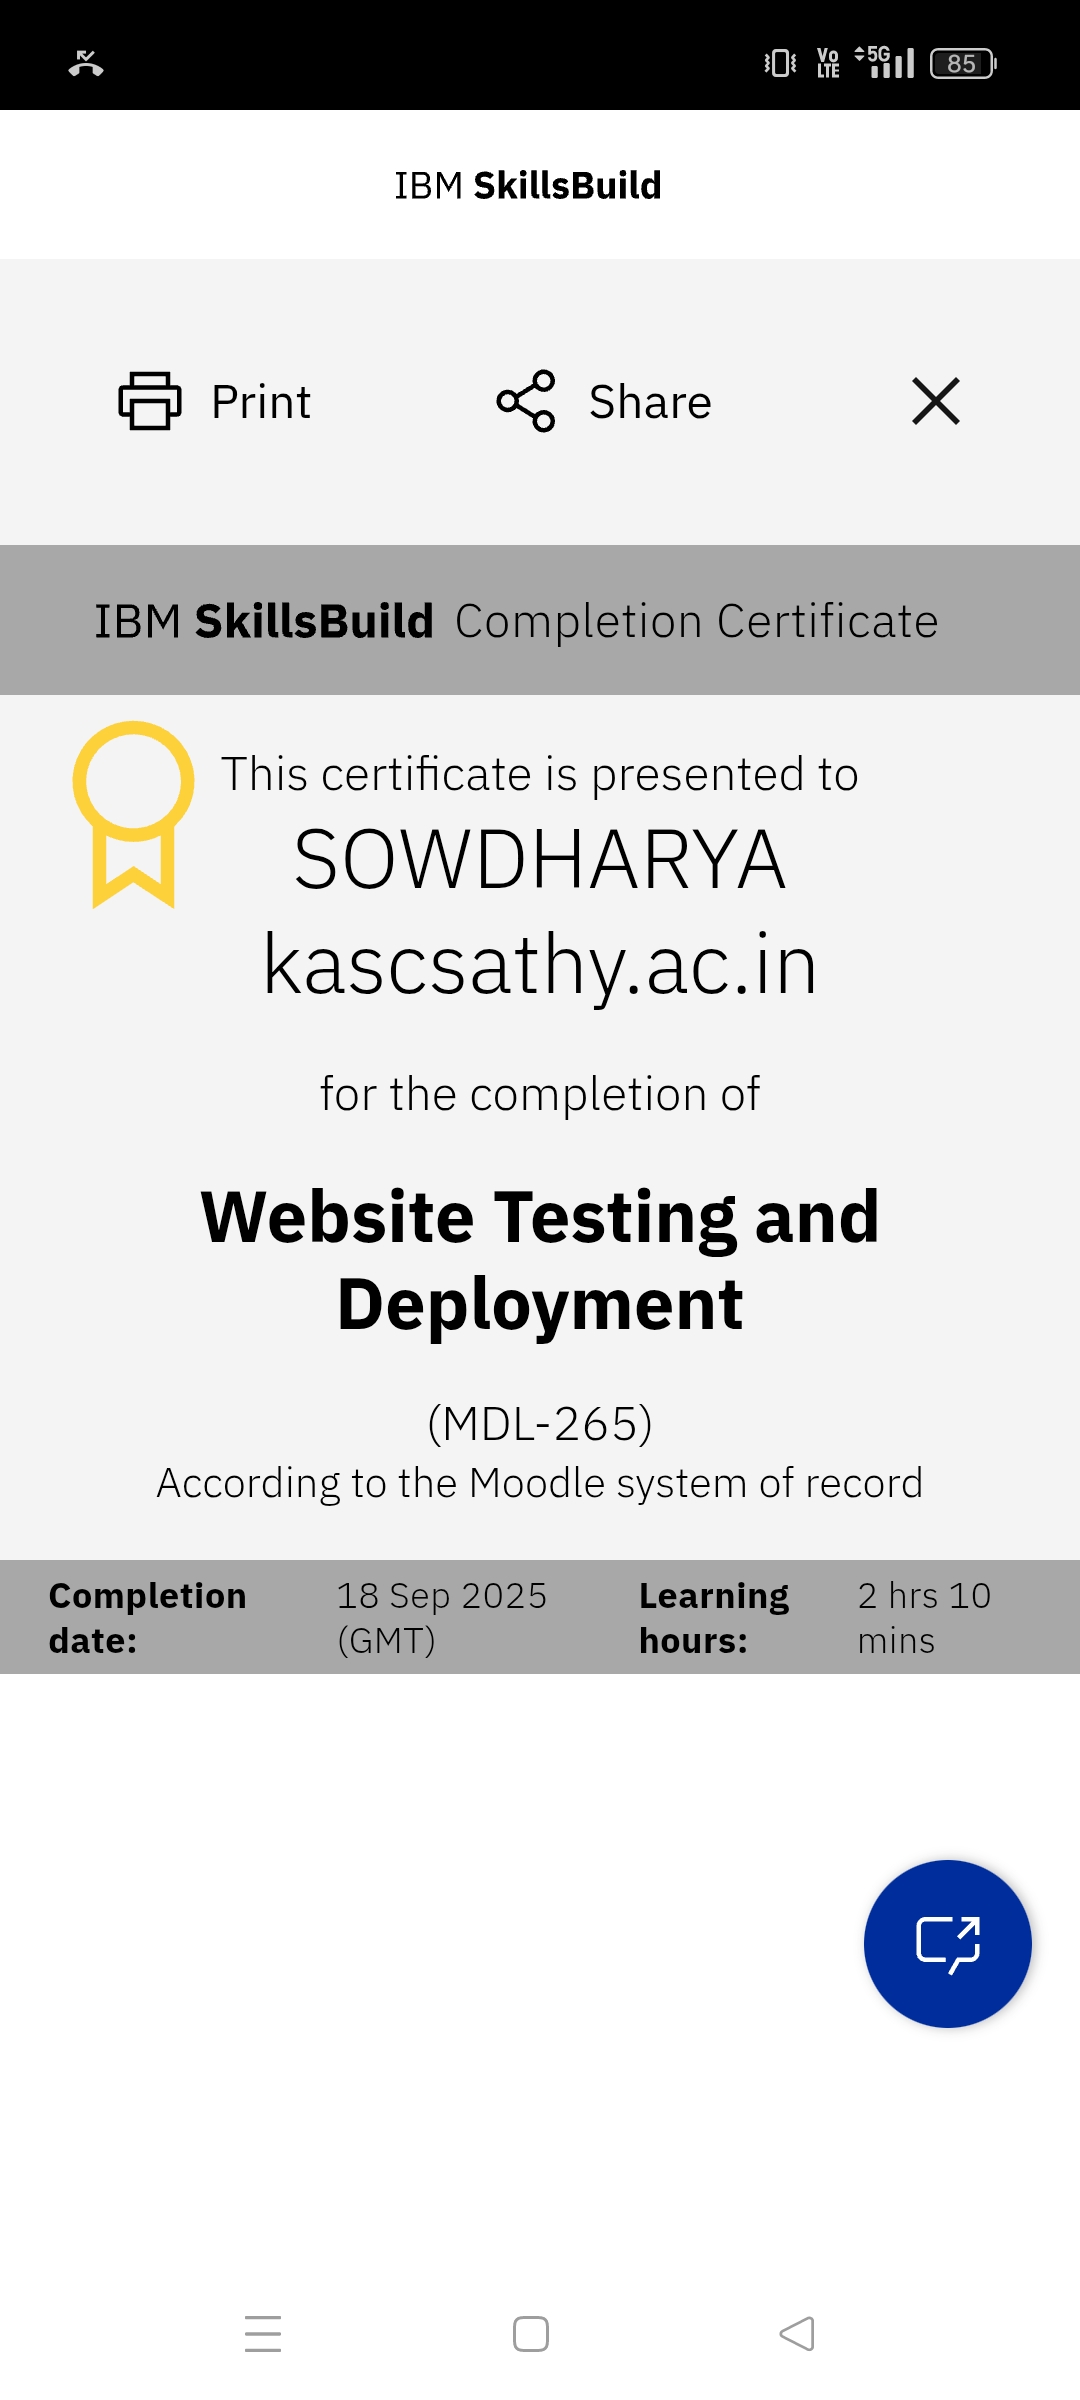 Vo LTE 5G 85
IBM SkillsBuild
Print Share
IBM SkillsBuild Completion Certificate
This certificate is presented to
SOWDHARYA
kascsathy.ac.in
for the completion of
Website Testing and
Deployment
(MDL-265)
According to the Moodle system of record
Completion date: 18 Sep 2025 (GMT) Learning hours: 2 hrs 10 mins